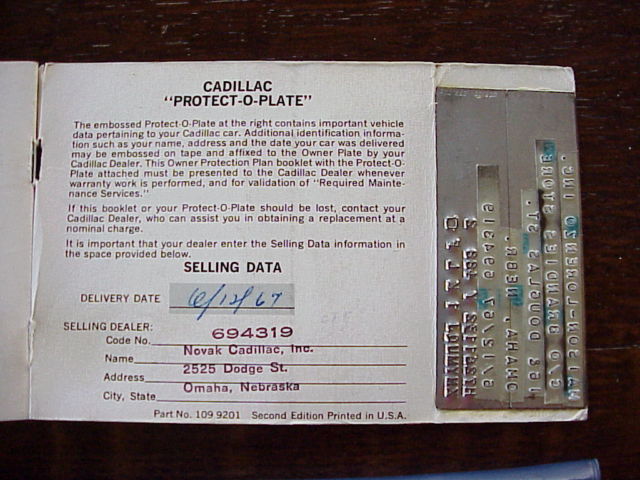 CADILLAC
"PROTECT-O-PLATE"
The embossed Protect-O-Plate at the right contains important vehicle
data pertaining to your Cadillac car. Additional identification informa-
tion such as your name, address and the date your car was delivered
may be embossed on tape and affixed to the Owner Plate by your
Cadillac Dealer. This Owner Protection Plan booklet with the Protect-O-
Plate attached must be presented to the Cadillac Dealer whenever
warranty work is performed, and for validation of "Required Mainte-
nance Services."
If this booklet or your Protect-O-Plate should be lost, contact your
Cadillac Dealer, who can assist you in obtaining a replacement at a
nominal charge.
It is important that your dealer enter the Selling Data information in
the space provided below.
SELLING DATA
DELIVERY DATE 6/12/67
SELLING DEALER:
Code No. 694319
Name Novak Cadillac, Inc.
Address 2525 Dodge St.
City, State Omaha, Nebraska
Part No. 109 9201 Second Edition Printed in U.S.A.
C/O BRANDIES STORE
OMAHA, NEBR.